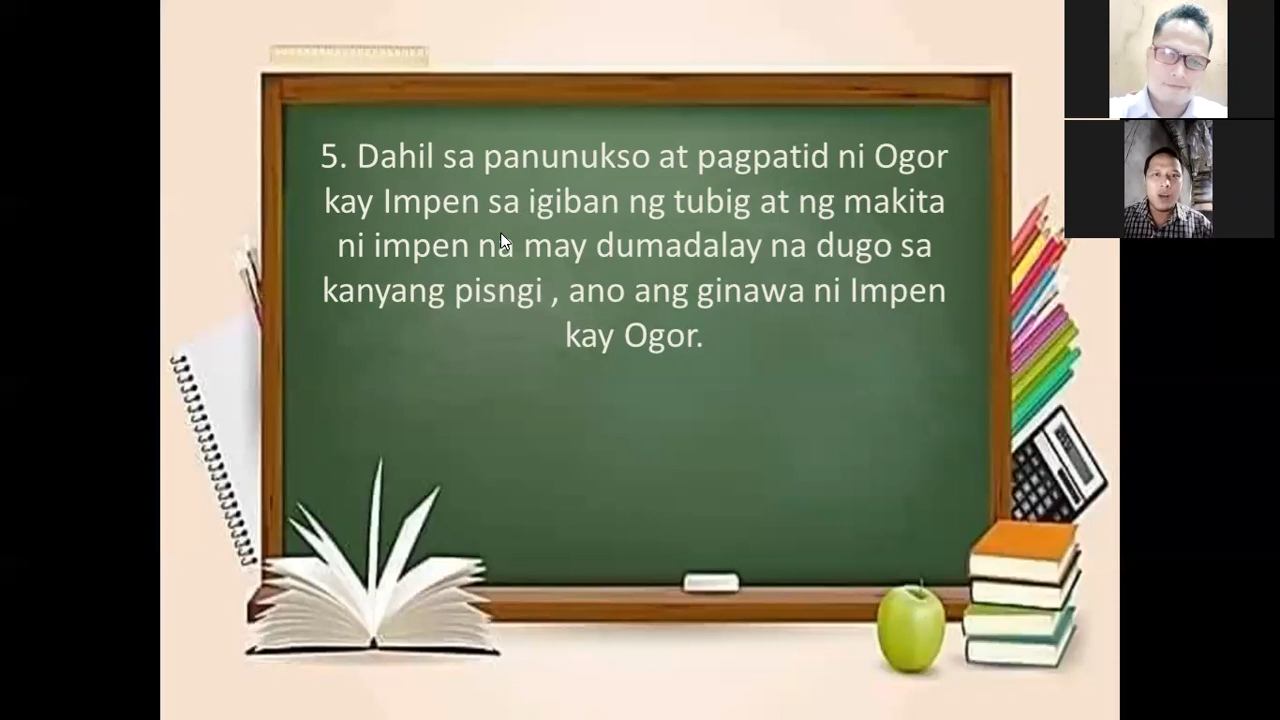 5. Dahil sa panunukso at pagpatid ni Ogor
kay Impen sa igiban ng tubig at ng makita
ni impen na may dumadalay na dugo sa
kanyang pisngi , ano ang ginawa ni Impen
kay Ogor.